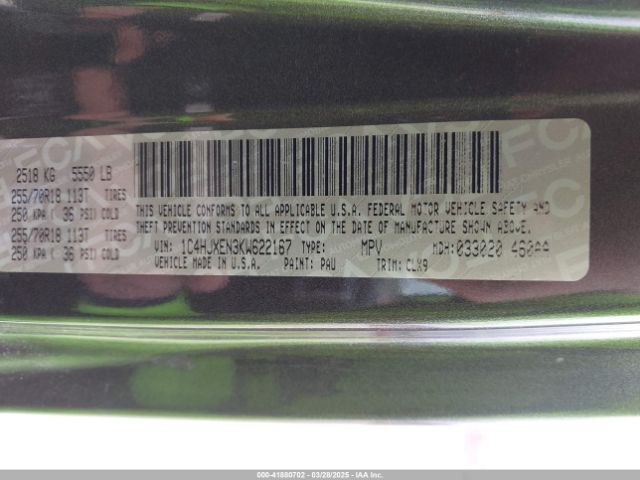 2518 KG 5550 LB
255/70R18 113T TIRES
250 KPA ( 36 PSI) COLD
255/70R18 113T TIRES
250 KPA ( 36 PSI) COLD
THIS VEHICLE CONFORMS TO ALL APPLICABLE U.S.A. FEDERAL MOTOR VEHICLE SAFETY AND
THEFT PREVENTION STANDARDS IN EFFECT ON THE DATE OF MANUFACTURE SHOWN ABOVE.
VIN: 1C4HJXEN3KW622167 TYPE: MPV MDH: 033020 460AA
VEHICLE MADE IN U.S.A. PAINT: PAU TRIM: CLX9
000-41880702 | 03/28/2025 | IAA Inc.